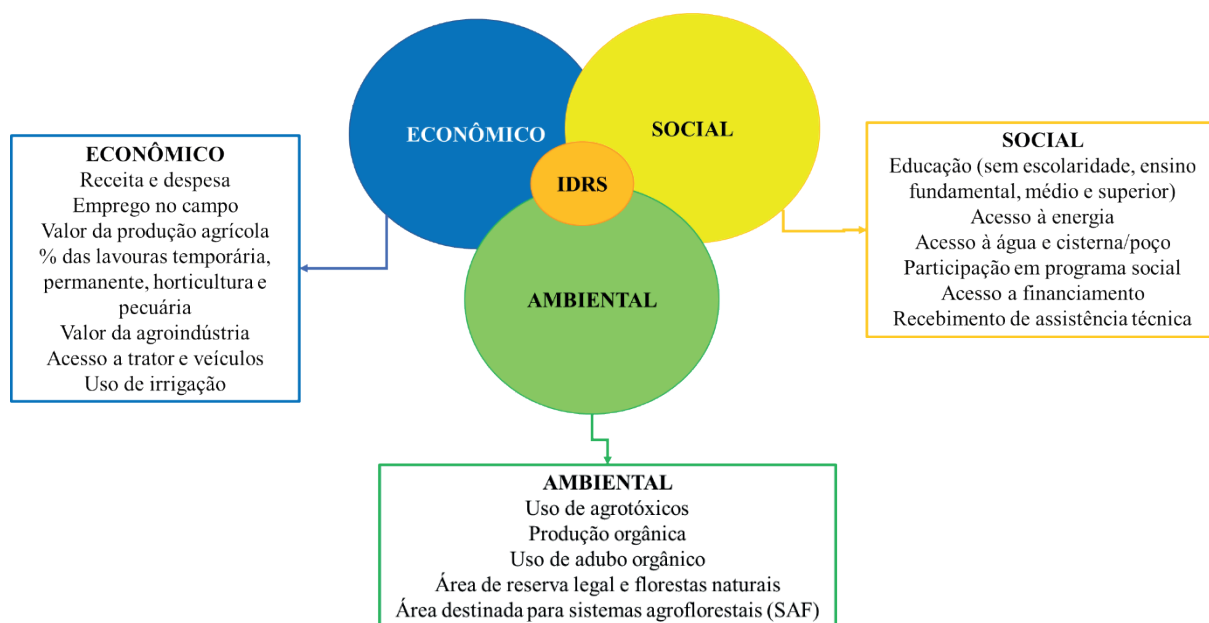 ECONÔMICO
SOCIAL
IDRS
AMBIENTAL
ECONÔMICO
Receita e despesa
Emprego no campo
Valor da produção agrícola
% das lavouras temporária,
permanente, horticultura e
pecuária
Valor da agroindústria
Acesso a trator e veículos
Uso de irrigação
SOCIAL
Educação (sem escolaridade, ensino
fundamental, médio e superior)
Acesso à energia
Acesso à água e cisterna/poço
Participação em programa social
Acesso a financiamento
Recebimento de assistência técnica
AMBIENTAL
Uso de agrotóxicos
Produção orgânica
Uso de adubo orgânico
Área de reserva legal e florestas naturais
Área destinada para sistemas agroflorestais (SAF)